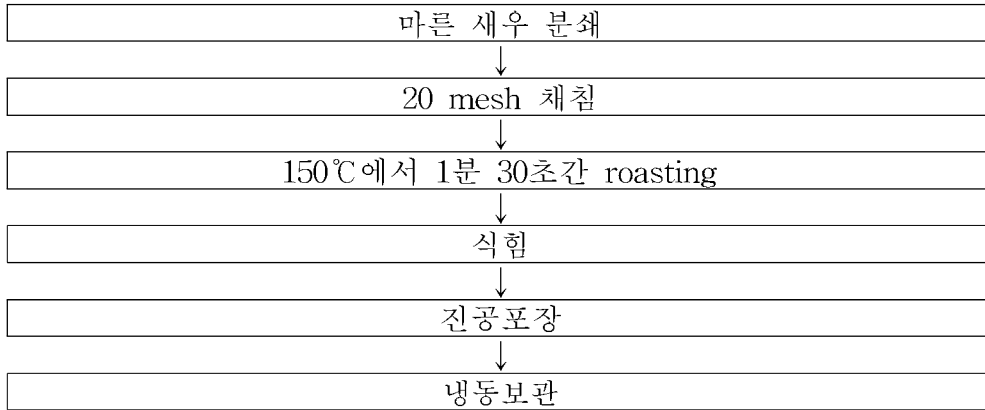 마른 새우 분쇄
↓
20 mesh 채침
↓
150℃에서 1분 30초간 roasting
↓
식힘
↓
진공포장
↓
냉동보관